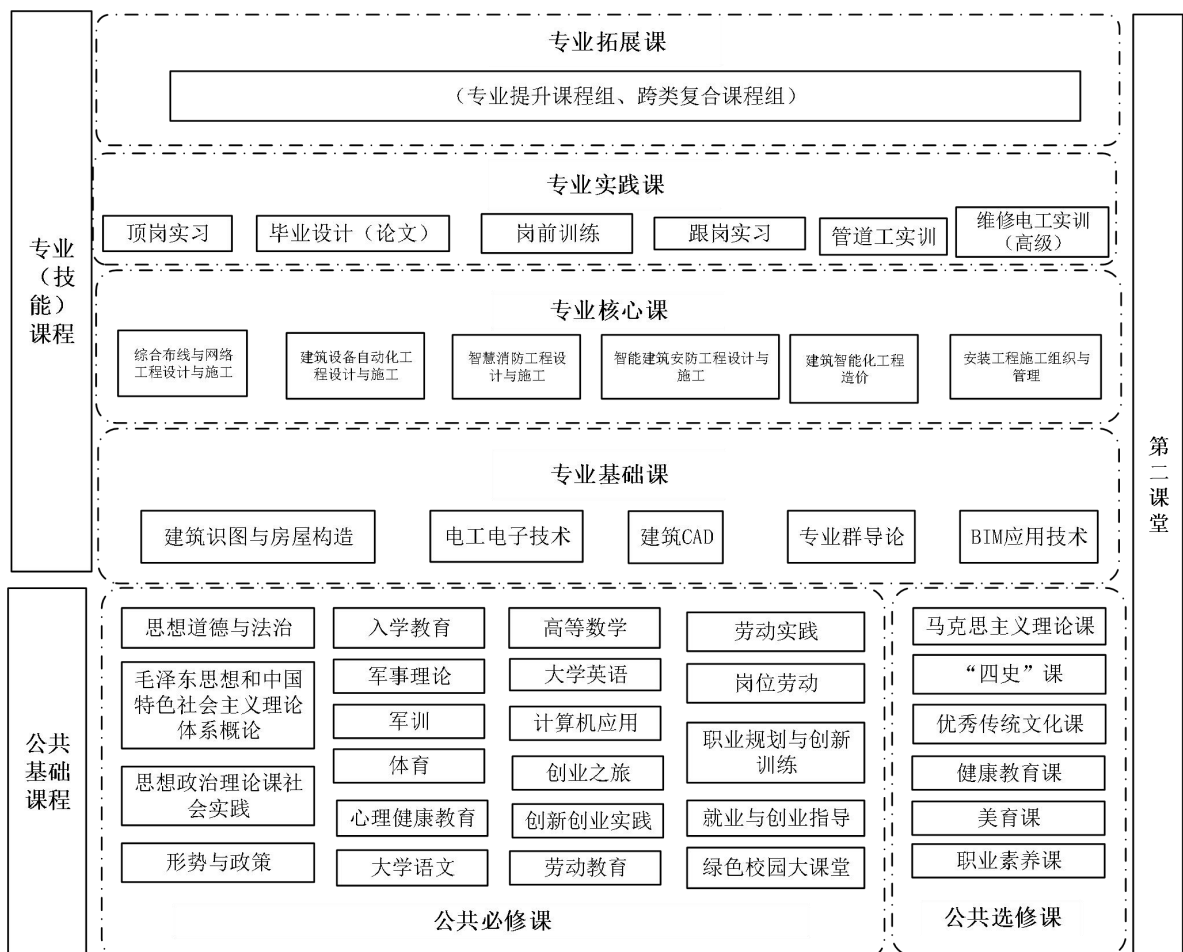 专业拓展课
（专业提升课程组、跨类复合课程组）
专业实践课
顶岗实习
毕业设计（论文）
岗前训练
跟岗实习
管道工实训
维修电工实训
（高级）
专业
（技
能）
课程
专业核心课
综合布线与网络
工程设计与施工
建筑设备自动化工
程设计与施工
智慧消防工程设
计与施工
智能建筑安防工程设计与
施工
建筑智能化工程
造价
安装工程施工组织与
管理
专业基础课
建筑识图与房屋构造
电工电子技术
建筑CAD
专业群导论
BIM应用技术
第
二
课
堂
公共
基础
课程
思想道德与法治
毛泽东思想和中国
特色社会主义理论
体系概论
思想政治理论课社
会实践
形势与政策
入学教育
军事理论
军训
体育
心理健康教育
大学语文
高等数学
大学英语
计算机应用
创业之旅
创新创业实践
劳动教育
劳动实践
岗位劳动
职业规划与创新
训练
就业与创业指导
绿色校园大课堂
公共必修课
马克思主义理论课
“四史”课
优秀传统文化课
健康教育课
美育课
职业素养课
公共选修课